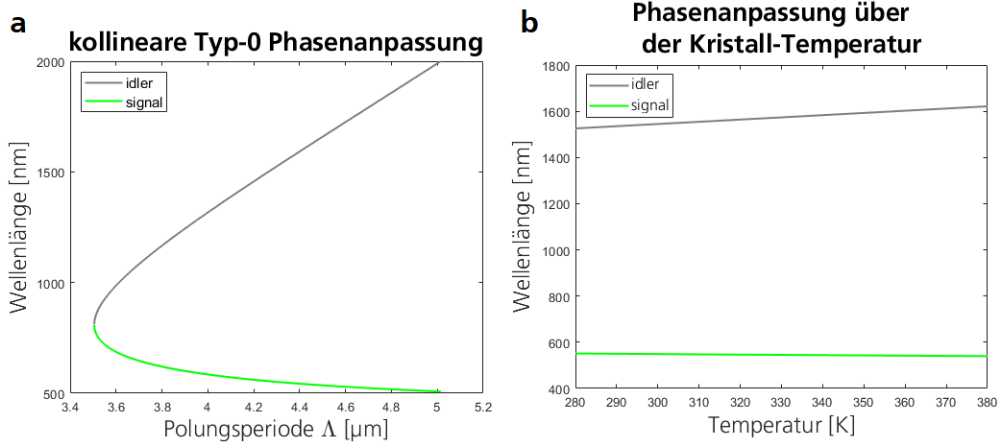 a
kollineare Typ-0 Phasenanpassung
idler
signal
2000
1500
1000
500
3.4 3.6 3.8 4 4.2 4.4 4.6 4.8 5 5.2
Wellenlänge [nm]
Polungsperiode Λ [µm]
b
Phasenanpassung über
der Kristall-Temperatur
idler
signal
1800
1600
1400
1200
1000
800
600
400
280 290 300 310 320 330 340 350 360 370 380
Wellenlänge [nm]
Temperatur [K]